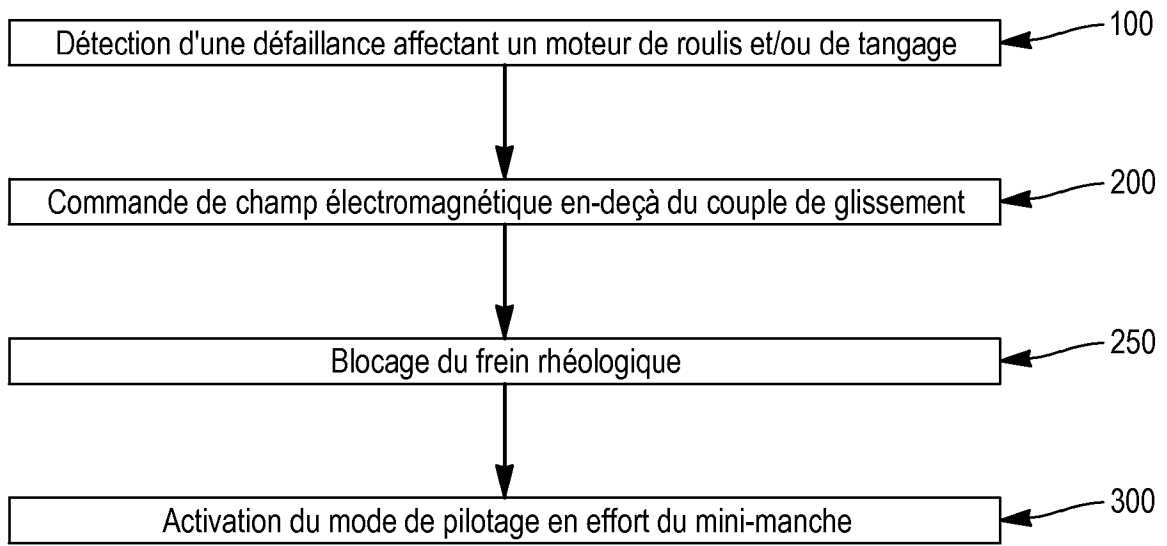 Détection d'une défaillance affectant un moteur de roulis et/ou de tangage
100
Commande de champ électromagnétique en-deçà du couple de glissement
200
Blocage du frein rhéologique
250
Activation du mode de pilotage en effort du mini-manche
300